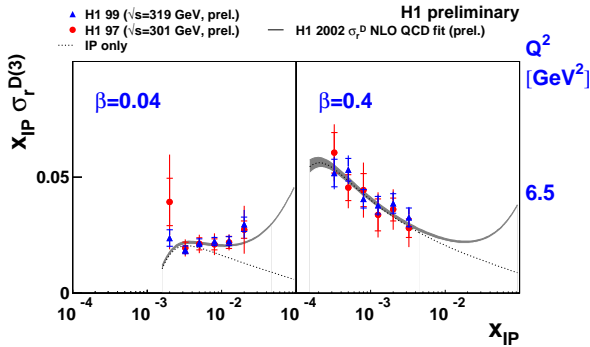 H1 99 (√s=319 GeV, prel.)
H1 preliminary
H1 97 (√s=301 GeV, prel.)
H1 2002 σ_r^D NLO QCD fit (prel.)
IP only
Q² [GeV²]
x_IP σ_r^D(3)
β=0.04
β=0.4
0.05
6.5
0
10^-4 10^-3 10^-2 10^-4 10^-3 10^-2 10^-1
x_IP